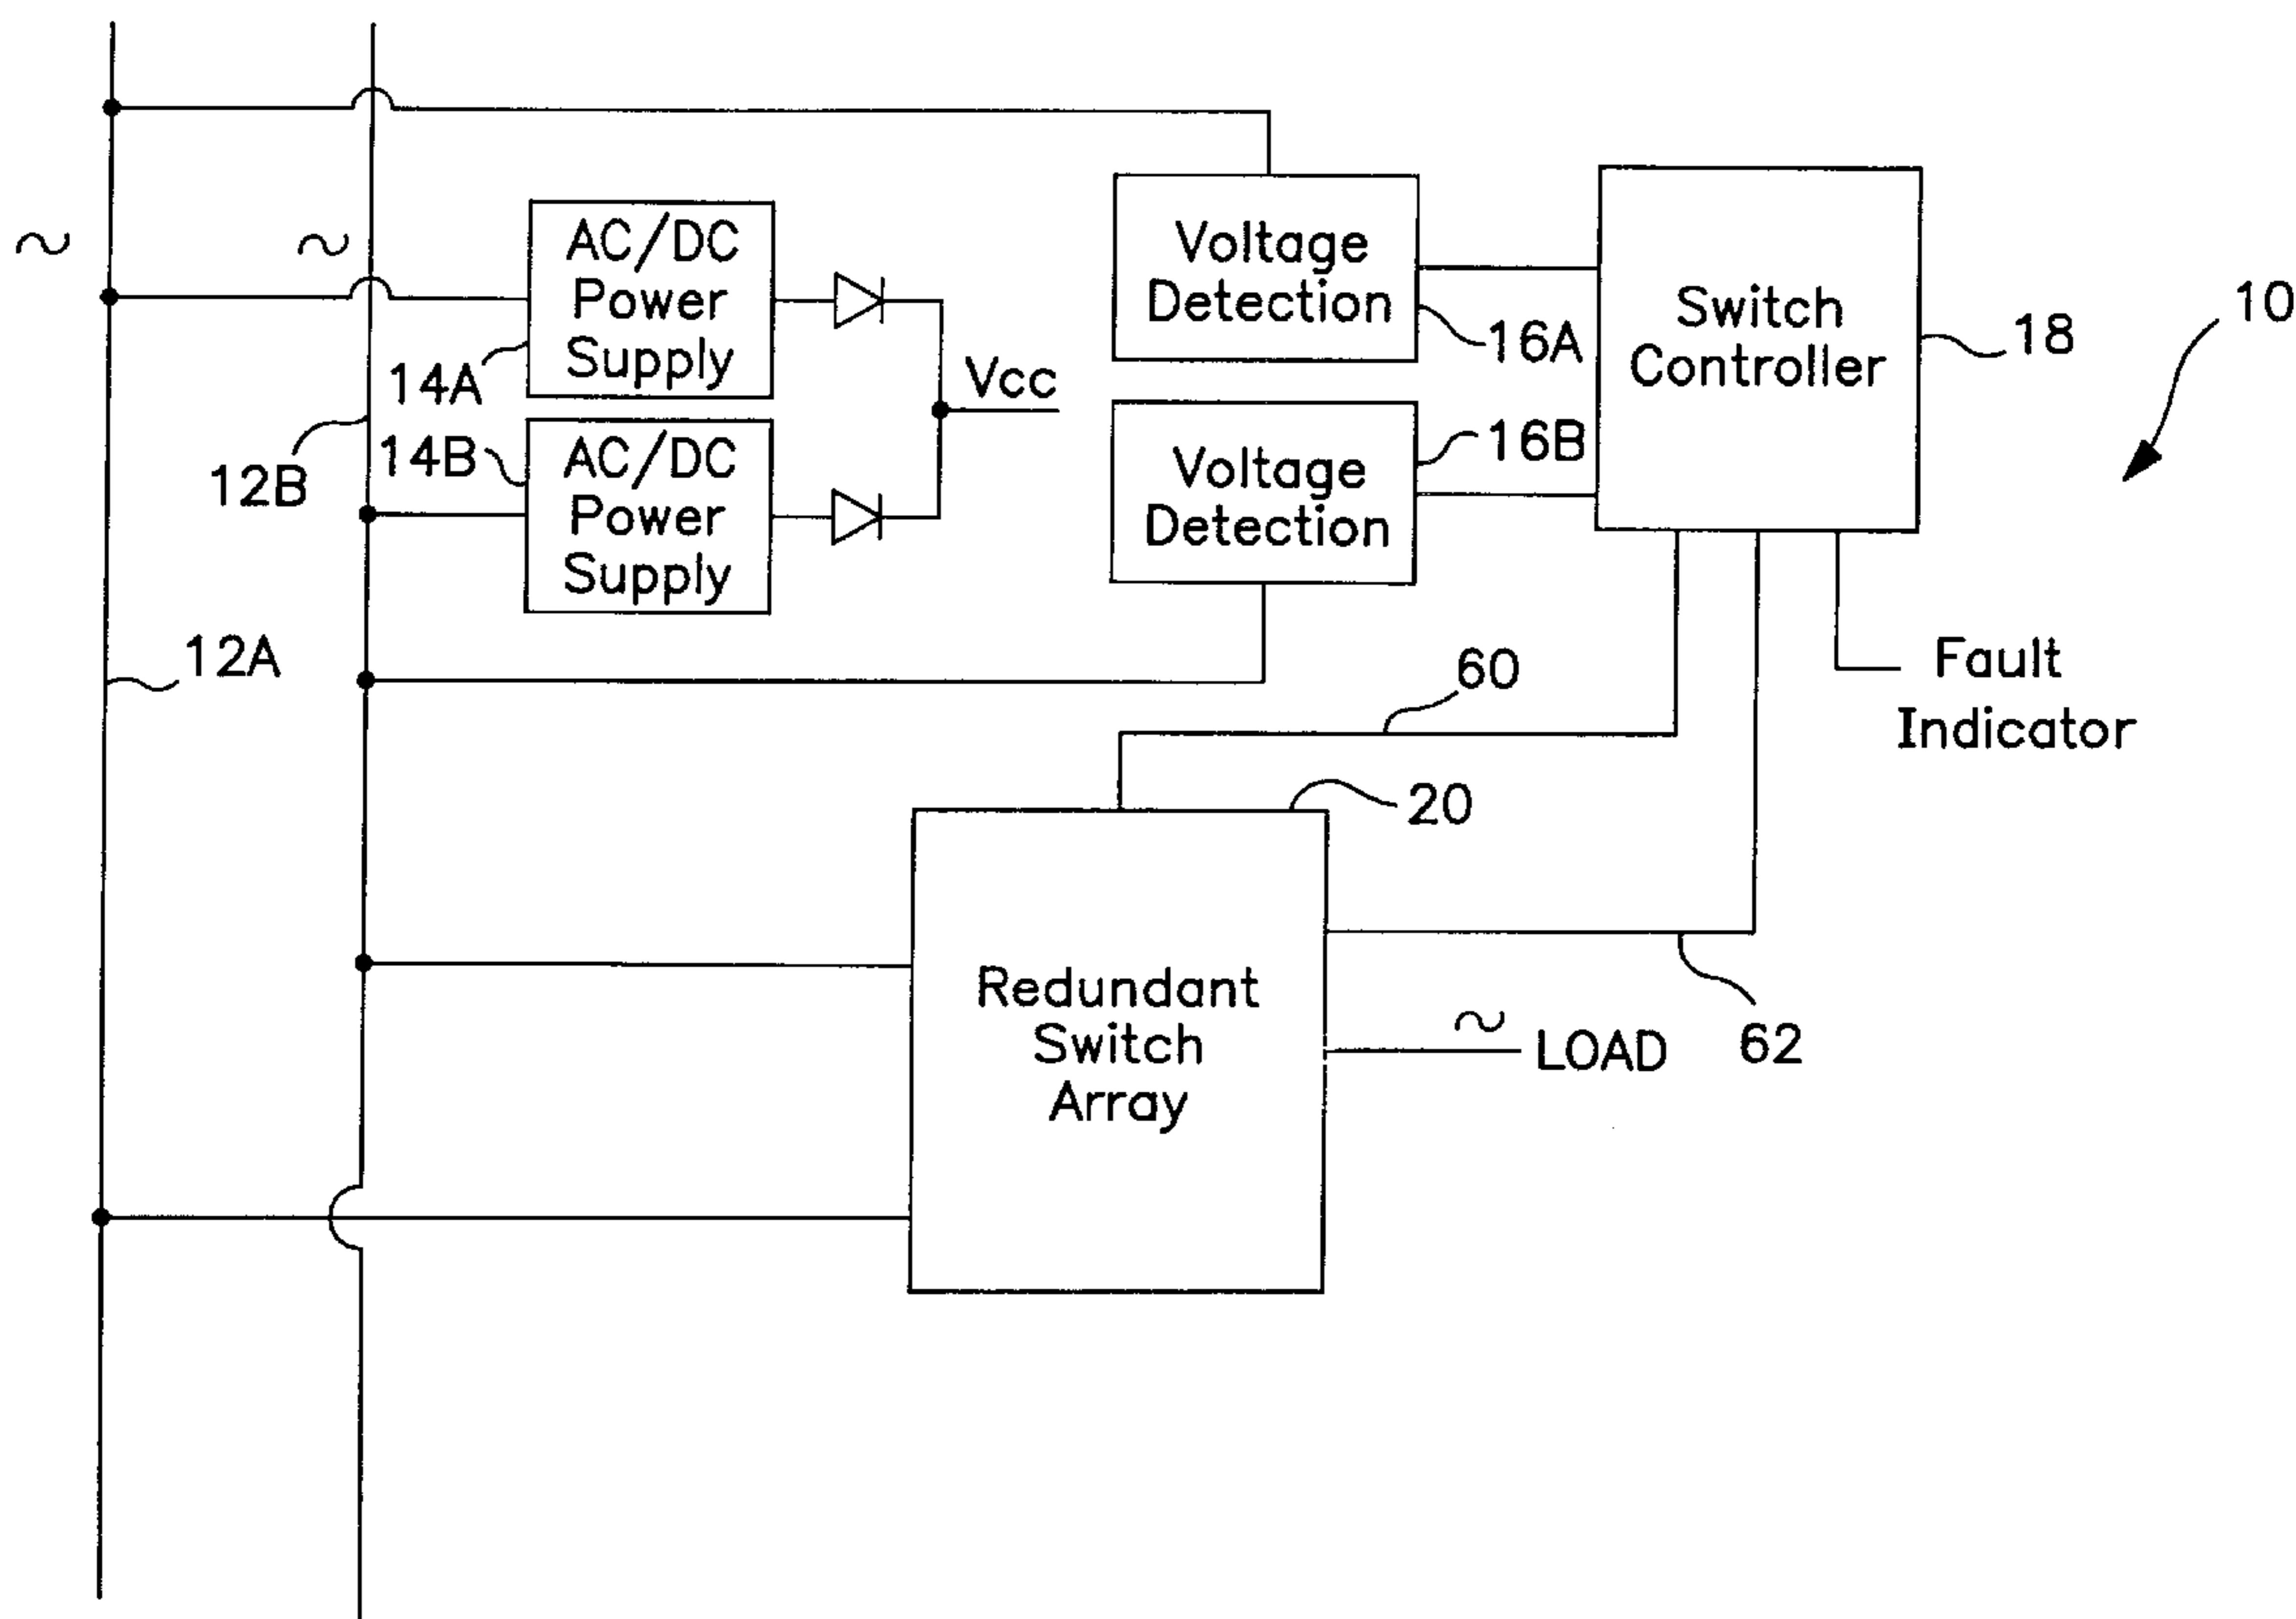 AC/DC
Power
Supply
14A
Vcc
12B
14B
AC/DC
Power
Supply
Voltage
Detection
16A
16B
Voltage
Detection
Switch
Controller
18
10
12A
60
Fault
Indicator
20
Redundant
Switch
Array
LOAD
62